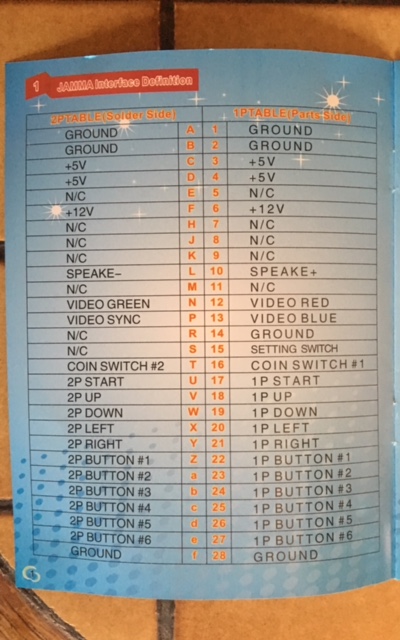 1 JAMMA Interface Definition
2PTABLE(Solder Side) 1PTABLE(Parts Side)
GROUND A 1 GROUND
GROUND B 2 GROUND
+5V C 3 +5V
+5V D 4 +5V
N/C E 5 N/C
+12V F 6 +12V
N/C H 7 N/C
N/C J 8 N/C
N/C K 9 N/C
SPEAKE– L 10 SPEAKE+
N/C M 11 N/C
VIDEO GREEN N 12 VIDEO RED
VIDEO SYNC P 13 VIDEO BLUE
N/C R 14 GROUND
N/C S 15 SETTING SWITCH
COIN SWITCH #2 T 16 COIN SWITCH #1
2P START U 17 1P START
2P UP V 18 1P UP
2P DOWN W 19 1P DOWN
2P LEFT X 20 1P LEFT
2P RIGHT Y 21 1P RIGHT
2P BUTTON #1 Z 22 1P BUTTON #1
2P BUTTON #2 a 23 1P BUTTON #2
2P BUTTON #3 b 24 1P BUTTON #3
2P BUTTON #4 c 25 1P BUTTON #4
2P BUTTON #5 d 26 1P BUTTON #5
2P BUTTON #6 e 27 1P BUTTON #6
GROUND f 28 GROUND